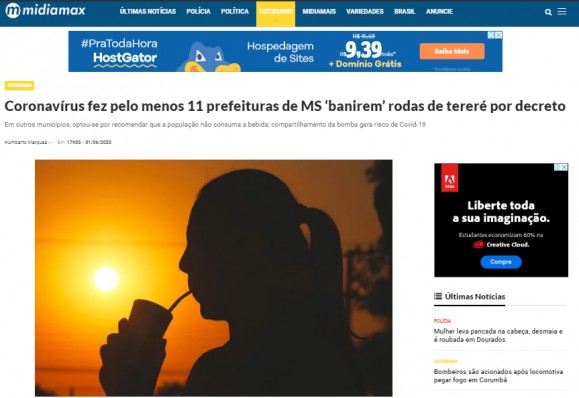 midiamax
ÚLTIMAS NOTÍCIAS POLÍCIA POLÍTICA COTIDIANO MIDIAMAIS VARIEDADES BRASIL ANUNCIE
#PraTodaHora
HostGator
Hospedagem
de Sites
R$ 15,59
R$ 9,39/mês*
+ Domínio Grátis
Saiba Mais
COTIDIANO
Coronavírus fez pelo menos 11 prefeituras de MS ‘banirem’ rodas de tereré por decreto
Em outros municípios, optou-se por recomendar que a população não consuma a bebida; compartilhamento da bomba gera risco de Covid-19
Humberto Marques -- Em 17h05 - 01/06/2020
Liberte toda
a sua imaginação.
Estudantes economizam 60% na
Creative Cloud.
Compre
Últimas Notícias
POLÍCIA
Mulher leva pancada na cabeça, desmaia e
é roubada em Dourados
COTIDIANO
Bombeiros são acionados após locomotiva
pegar fogo em Corumbá